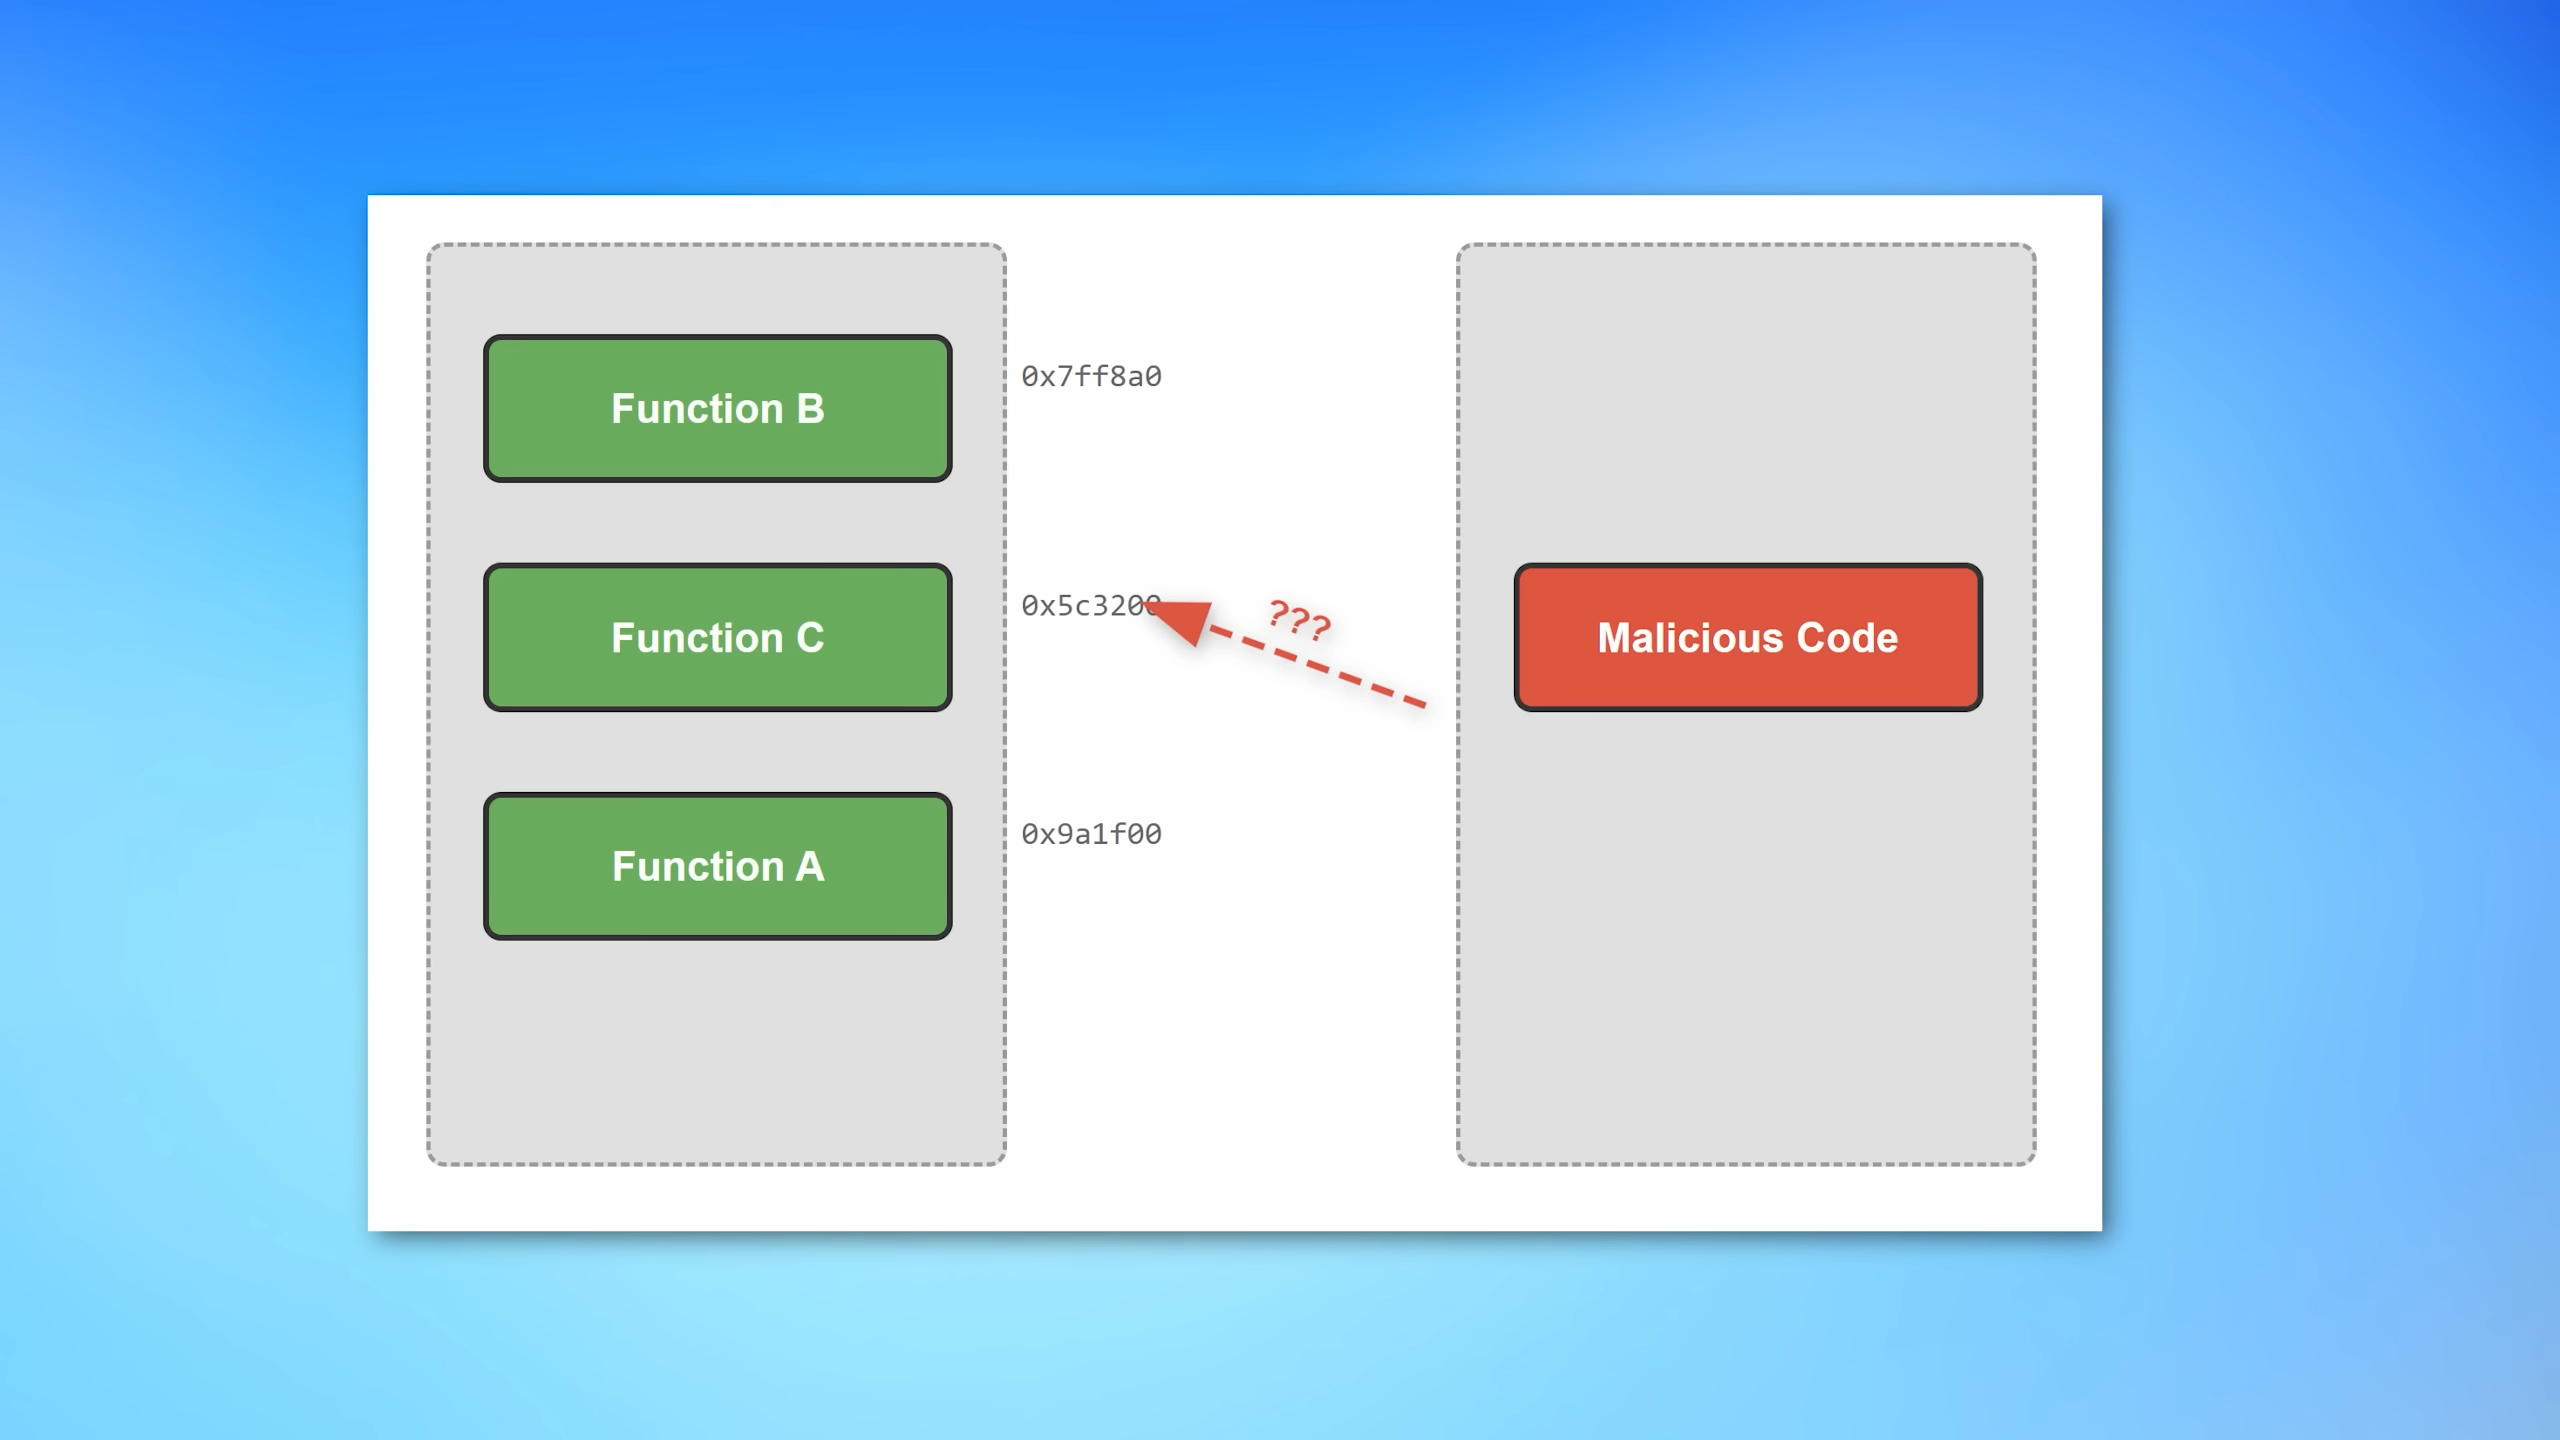 Function B
0x7ff8a0
Function C
0x5c3200
???
Malicious Code
Function A
0x9a1f00